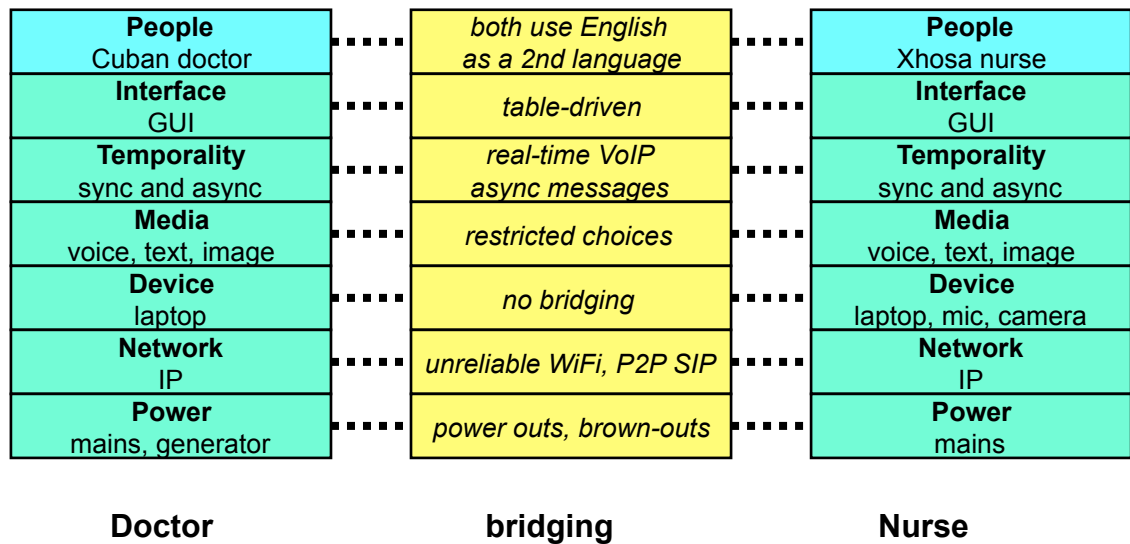 People
Cuban doctor
Interface
GUI
Temporality
sync and async
Media
voice, text, image
Device
laptop
Network
IP
Power
mains, generator
Doctor
both use English
as a 2nd language
table-driven
real-time VoIP
async messages
restricted choices
no bridging
unreliable WiFi, P2P SIP
power outs, brown-outs
bridging
People
Xhosa nurse
Interface
GUI
Temporality
sync and async
Media
voice, text, image
Device
laptop, mic, camera
Network
IP
Power
mains
Nurse